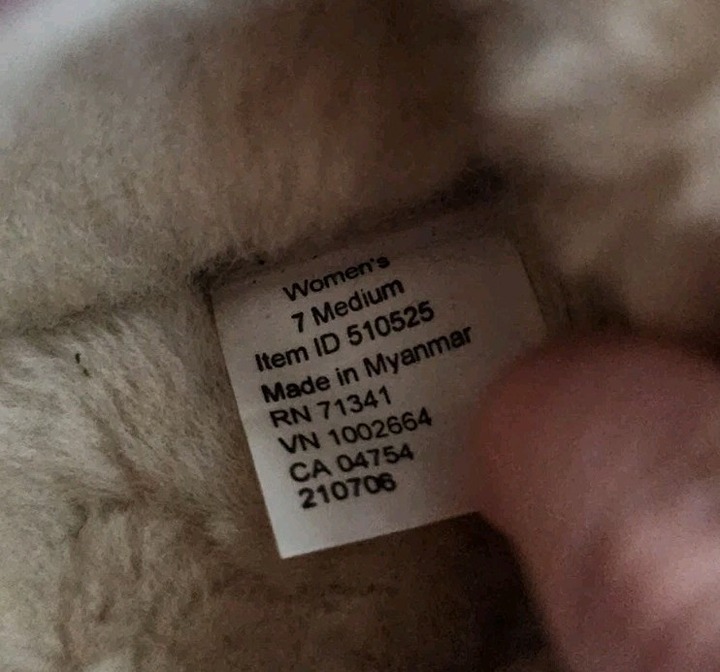 Women's
7 Medium
Item ID 510525
Made in Myanmar
RN 71341
VN 1002664
CA 04754
210706